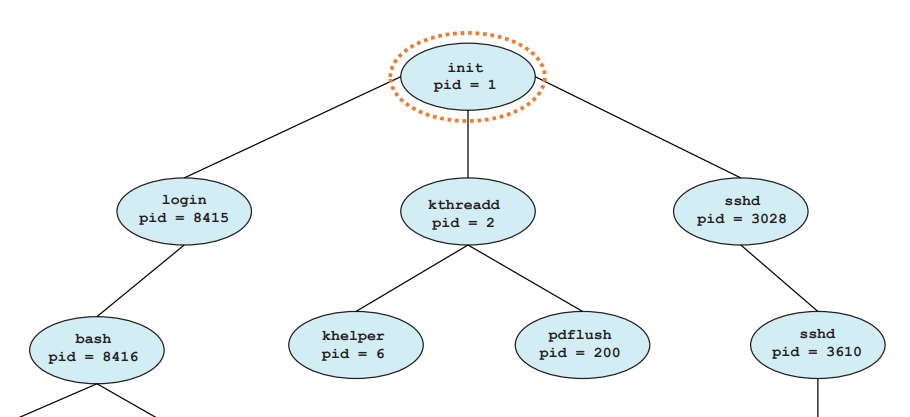 init
pid = 1
login
pid = 8415
kthreadd
pid = 2
sshd
pid = 3028
bash
pid = 8416
khelper
pid = 6
pdflush
pid = 200
sshd
pid = 3610